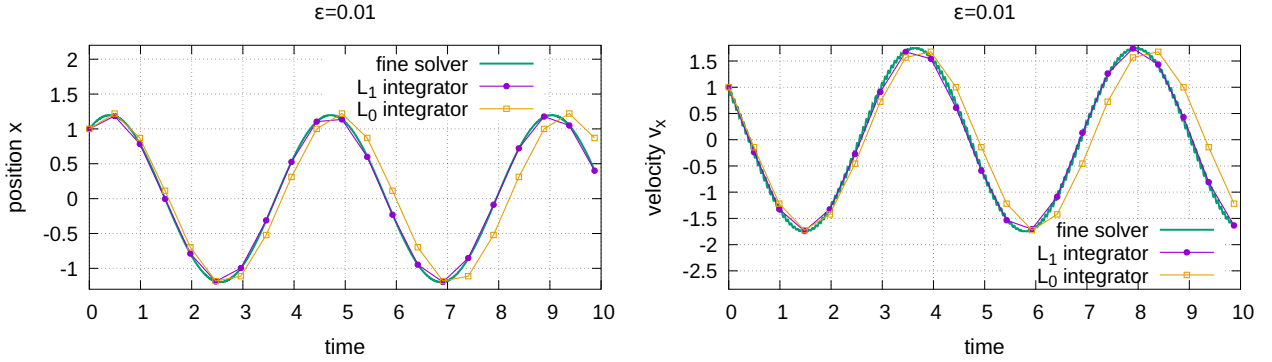 ε=0.01
position x
2
1.5
1
0.5
0
-0.5
-1
fine solver
L1 integrator
L0 integrator
0 1 2 3 4 5 6 7 8 9 10
time
ε=0.01
velocity vx
1.5
1
0.5
0
-0.5
-1
-1.5
-2
-2.5
fine solver
L1 integrator
L0 integrator
0 1 2 3 4 5 6 7 8 9 10
time